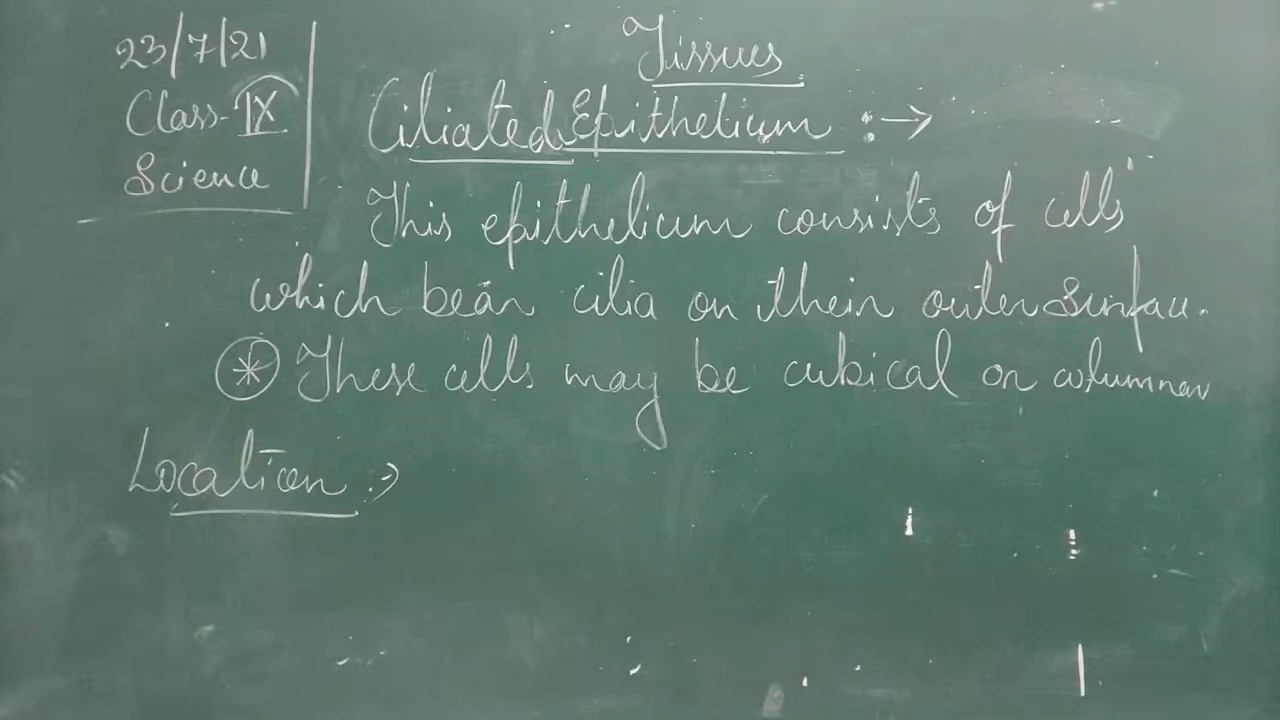 23/7/21
Class-IX
Science
Tissues
Ciliated Epithelium :→
This epithelium consists of cells
which bear cilia on their outer surface.
* These cells may be cubical or columnar
Location :→